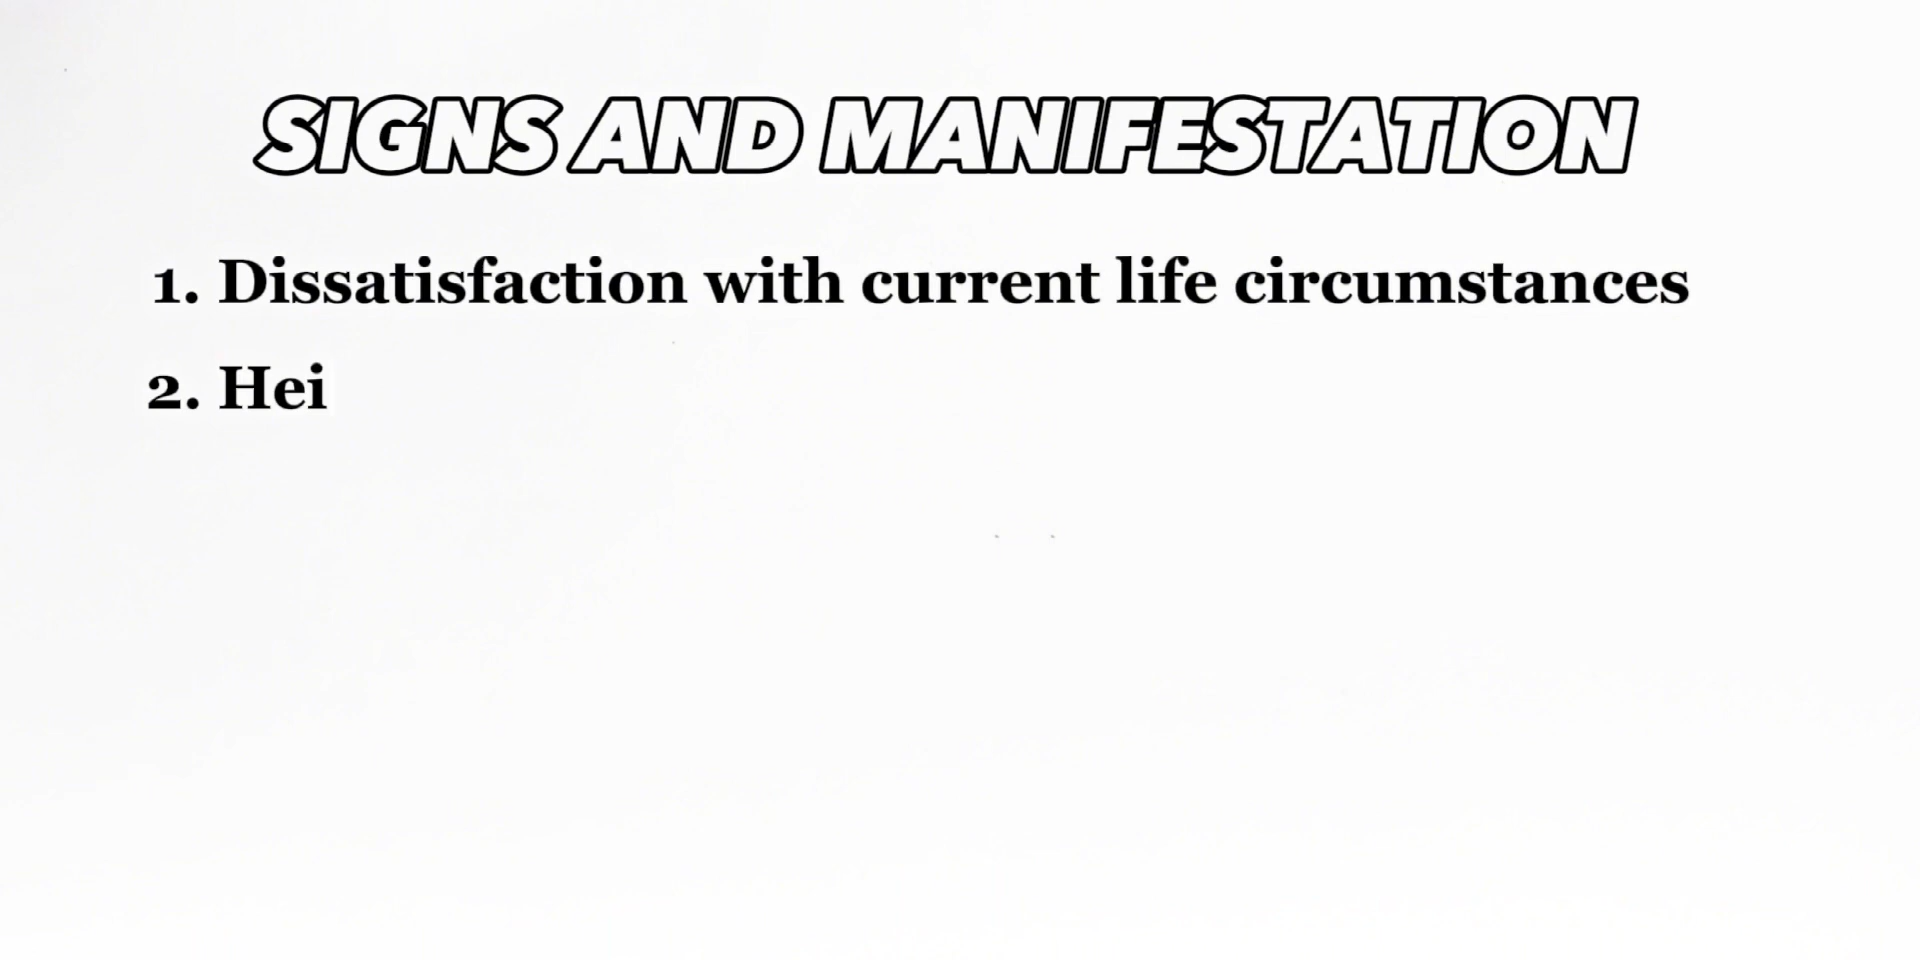 SIGNS AND MANIFESTATION
1. Dissatisfaction with current life circumstances
2. Hei